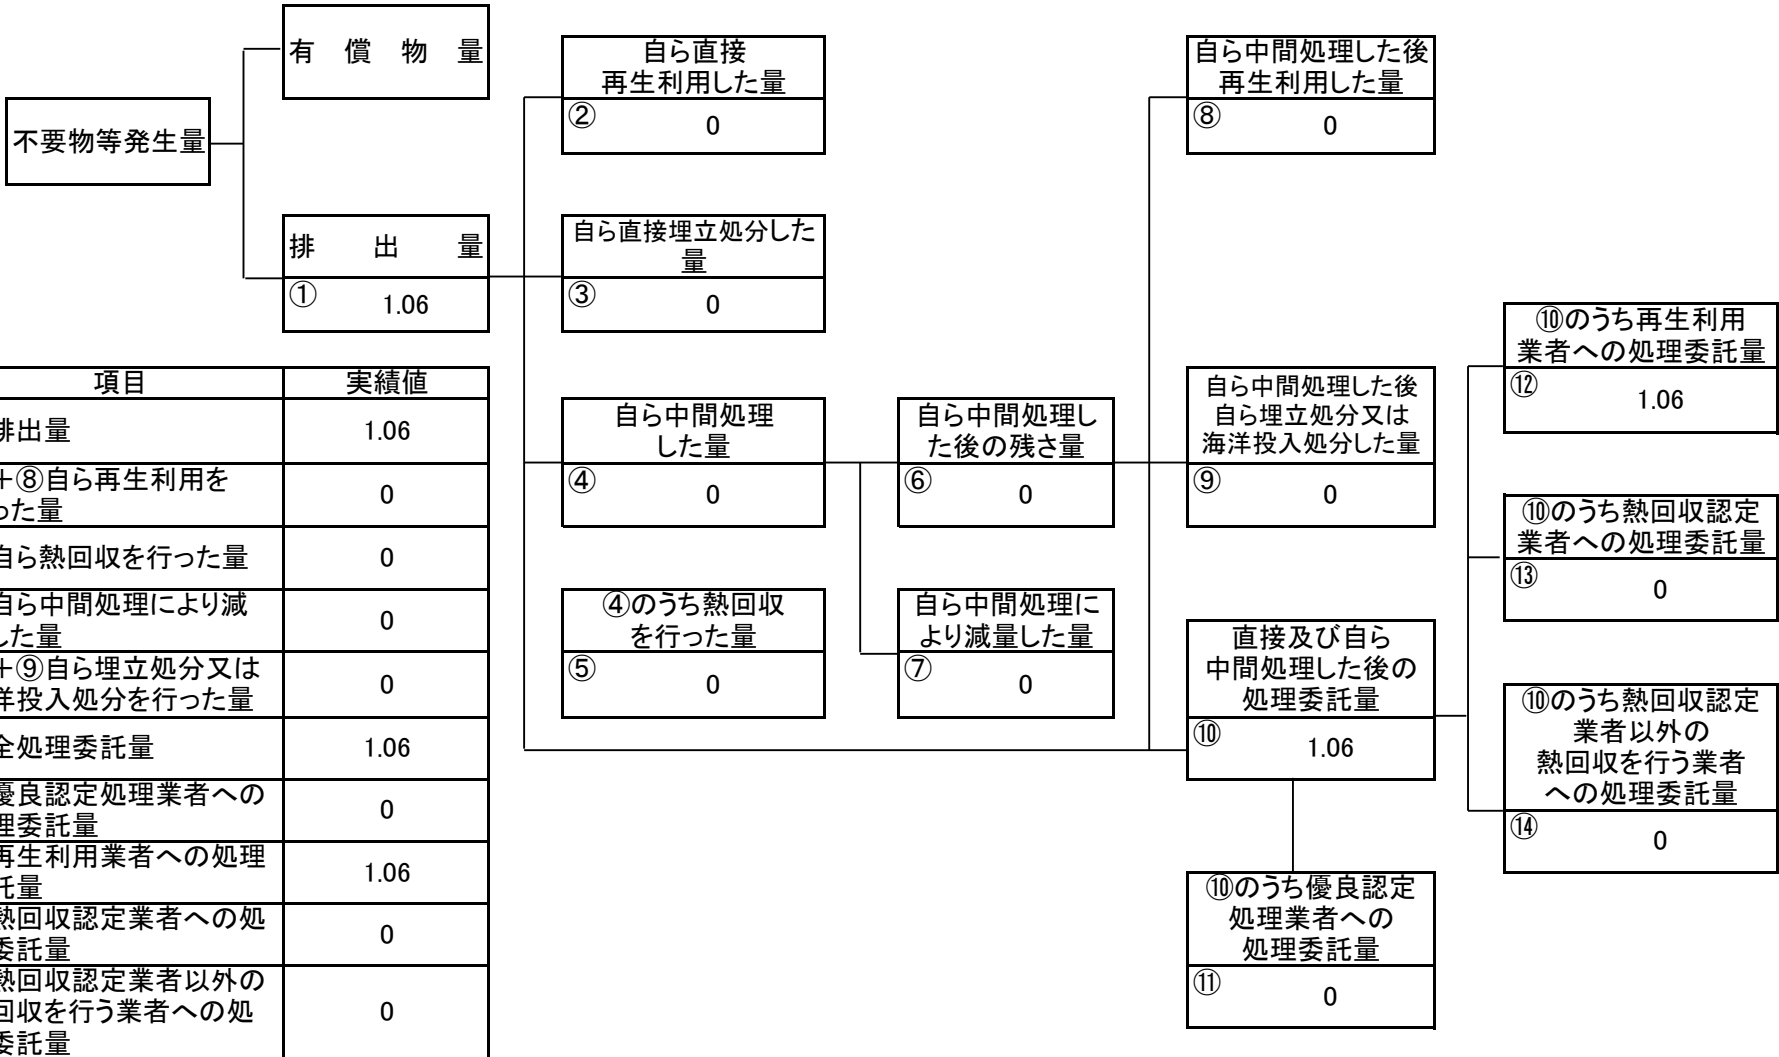 有償物量
不要物等発生量
排出量
① 1.06
自ら直接
再生利用した量
② 0
自ら直接埋立処分した
量
③ 0
自ら中間処理
した量
④ 0
④のうち熱回収
を行った量
⑤ 0
自ら中間処理し
た後の残さ量
⑥ 0
自ら中間処理に
より減量した量
⑦ 0
自ら中間処理した後
再生利用した量
⑧ 0
自ら中間処理した後
自ら埋立処分又は
海洋投入処分した量
⑨ 0
直接及び自ら
中間処理した後の
処理委託量
⑩ 1.06
⑩のうち優良認定
処理業者への
処理委託量
⑪ 0
⑩のうち再生利用
業者への処理委託量
⑫ 1.06
⑩のうち熱回収認定
業者への処理委託量
⑬ 0
⑩のうち熱回収認定
業者以外の
熱回収を行う業者
への処理委託量
⑭ 0
項目 実績値
排出量 1.06
+⑧自ら再生利用を
った量 0
自ら熱回収を行った量 0
自ら中間処理により減
した量 0
+⑨自ら埋立処分又は
洋投入処分を行った量 0
全処理委託量 1.06
優良認定処理業者への
理委託量 0
再生利用業者への処理
託量 1.06
熱回収認定業者への処
委託量 0
熱回収認定業者以外の
回収を行う業者への処
委託量 0